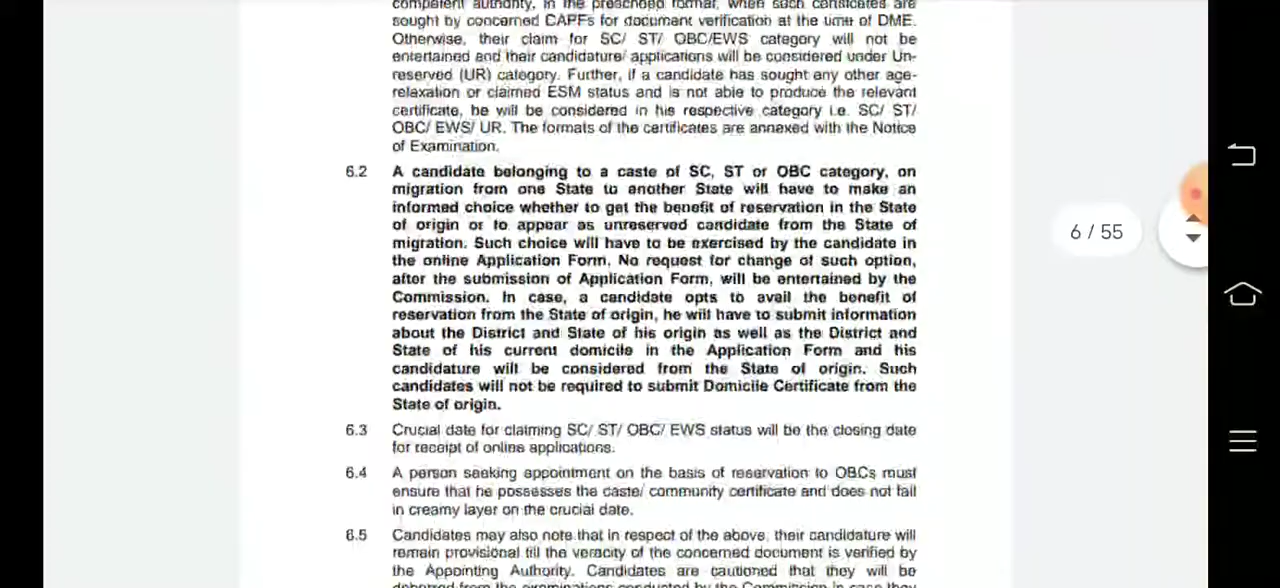 competent authority, in the prescribed format, when such certificates are
sought by concerned CAPFs for document verification at the time of DME.
Otherwise, their claim for SC/ ST/ OBC/EWS category will not be
entertained and their candidature/ applications will be considered under Un-
reserved (UR) category. Further, if a candidate has sought any other age-
relaxation or claimed ESM status and is not able to produce the relevant
certificate, he will be considered in his respective category i.e. SC/ ST/
OBC/ EWS/ UR. The formats of the certificates are annexed with the Notice
of Examination.
6.2 A candidate belonging to a caste of SC, ST or OBC category, on
migration from one State to another State will have to make an
informed choice whether to get the benefit of reservation in the State
of origin or to appear as unreserved candidate from the State of
migration. Such choice will have to be exercised by the candidate in
the online Application Form. No request for change of such option,
after the submission of Application Form, will be entertained by the
Commission. In case, a candidate opts to avail the benefit of
reservation from the State of origin, he will have to submit information
about the District and State of his origin as well as the District and
State of his current domicile in the Application Form and his
candidature will be considered from the State of origin. Such
candidates will not be required to submit Domicile Certificate from the
State of origin.
6.3 Crucial date for claiming SC/ ST/ OBC/ EWS status will be the closing date
for receipt of online applications.
6.4 A person seeking appointment on the basis of reservation to OBCs must
ensure that he possesses the caste/ community certificate and does not fall
in creamy layer on the crucial date.
6.5 Candidates may also note that in respect of the above, their candidature will
remain provisional till the veracity of the concerned document is verified by
the Appointing Authority. Candidates are cautioned that they will be
debarred from the examinations conducted by the Commission in case they
6 / 55